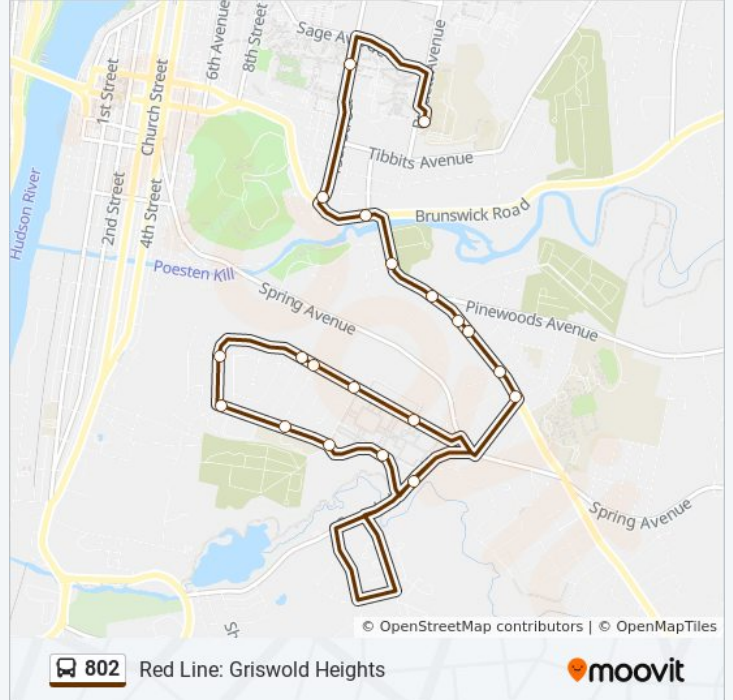 Sage Avenue
6th Avenue
8th Street
1st Street
Church Street
Tibbits Avenue
Hudson River
2nd Street
4th Street
Brunswick Road
Poesten Kill
Spring Avenue
Pinewoods Avenue
Spring Avenue
© OpenStreetMap contributors | © OpenMapTiles
802 Red Line: Griswold Heights
moovit